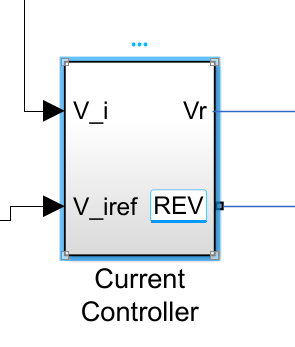 V_i Vr
V_iref REV
Current
Controller